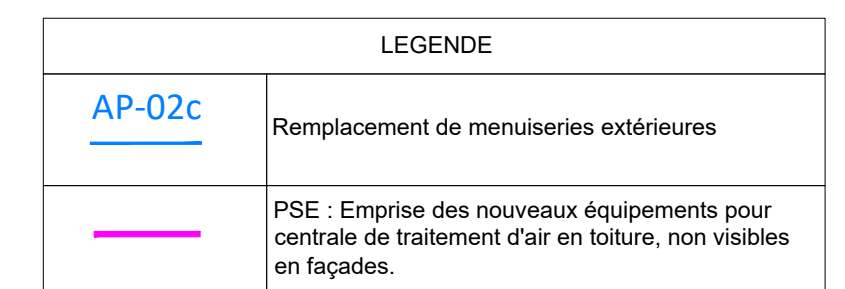 LEGENDE
AP-02c
Remplacement de menuiseries extérieures
PSE : Emprise des nouveaux équipements pour
centrale de traitement d'air en toiture, non visibles
en façades.